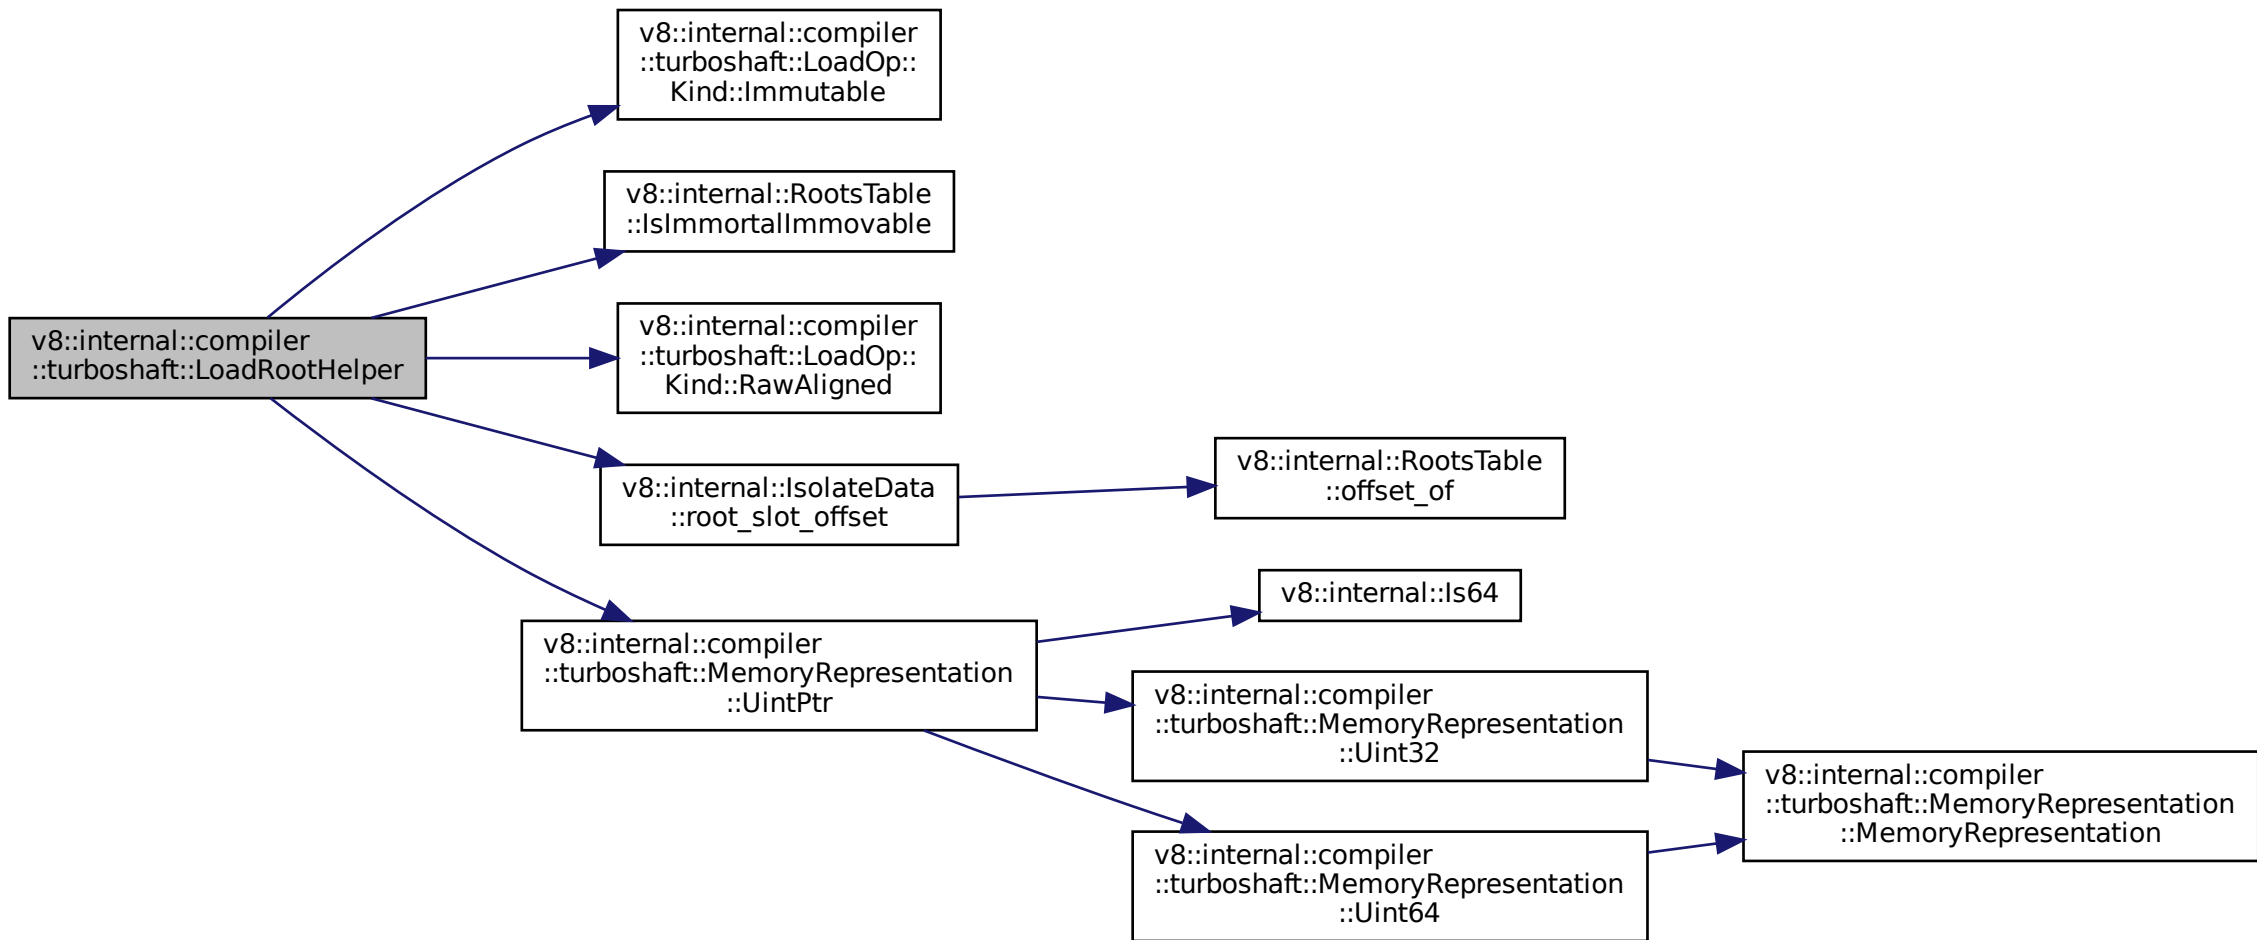 v8::internal::compiler
::turboshaft::LoadOp::
Kind::Immutable
v8::internal::RootsTable
::IsImmortalImmovable
v8::internal::compiler
::turboshaft::LoadRootHelper
v8::internal::compiler
::turboshaft::LoadOp::
Kind::RawAligned
v8::internal::IsolateData
::root_slot_offset
v8::internal::RootsTable
::offset_of
v8::internal::compiler
::turboshaft::MemoryRepresentation
::UintPtr
v8::internal::Is64
v8::internal::compiler
::turboshaft::MemoryRepresentation
::Uint32
v8::internal::compiler
::turboshaft::MemoryRepresentation
::Uint64
v8::internal::compiler
::turboshaft::MemoryRepresentation
::MemoryRepresentation